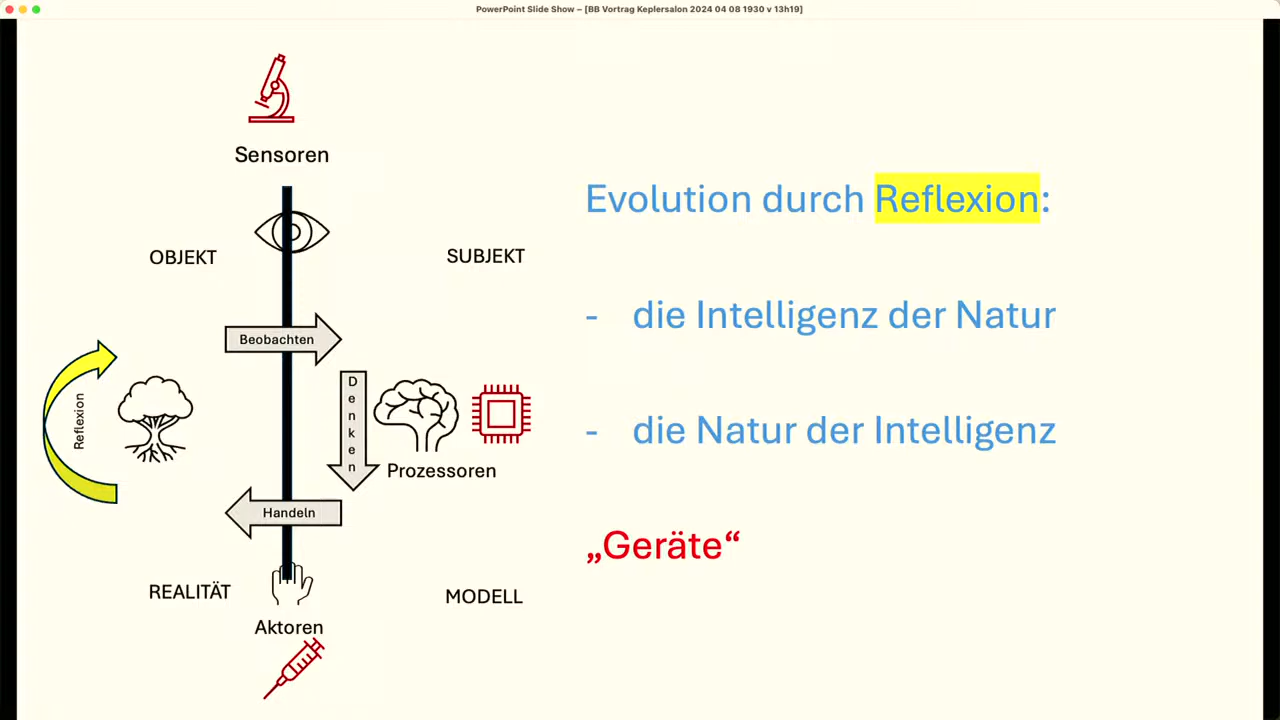 PowerPoint Slide Show – [BB Vortrag Keplersalon 2024 04 08 1930 v 13h19]
Sensoren
OBJEKT
SUBJEKT
Beobachten
Reflexion
Denken
Prozessoren
Handeln
REALITÄT
MODELL
Aktoren
Evolution durch Reflexion:
- die Intelligenz der Natur
- die Natur der Intelligenz
„Geräte“